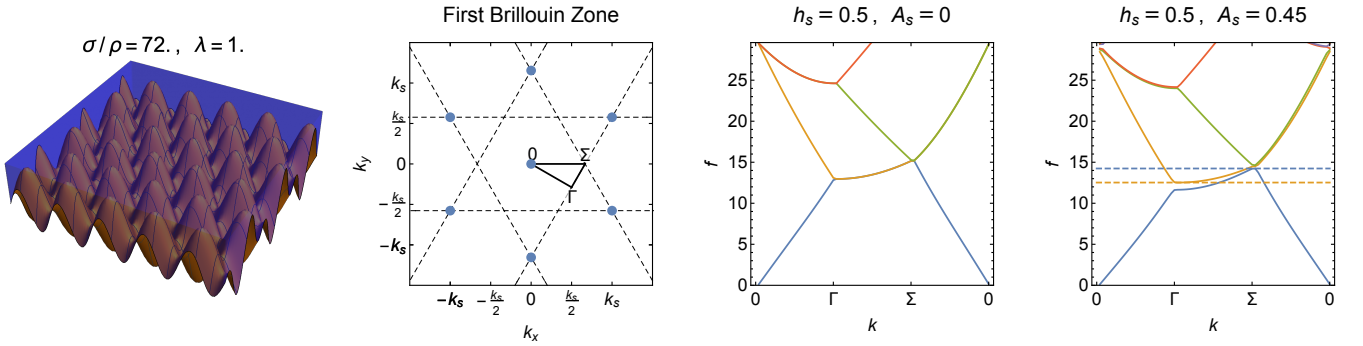 σ/ρ=72. , λ=1.
First Brillouin Zone
k_s
k_s/2
0
-k_s/2
-k_s
k_y
0
Σ
Γ
-k_s
-k_s/2
0
k_s/2
k_s
k_x
h_s=0.5 , A_s=0
25
20
15
10
5
0
f
0
Γ
Σ
0
k
h_s=0.5 , A_s=0.45
25
20
15
10
5
0
f
0
Γ
Σ
0
k